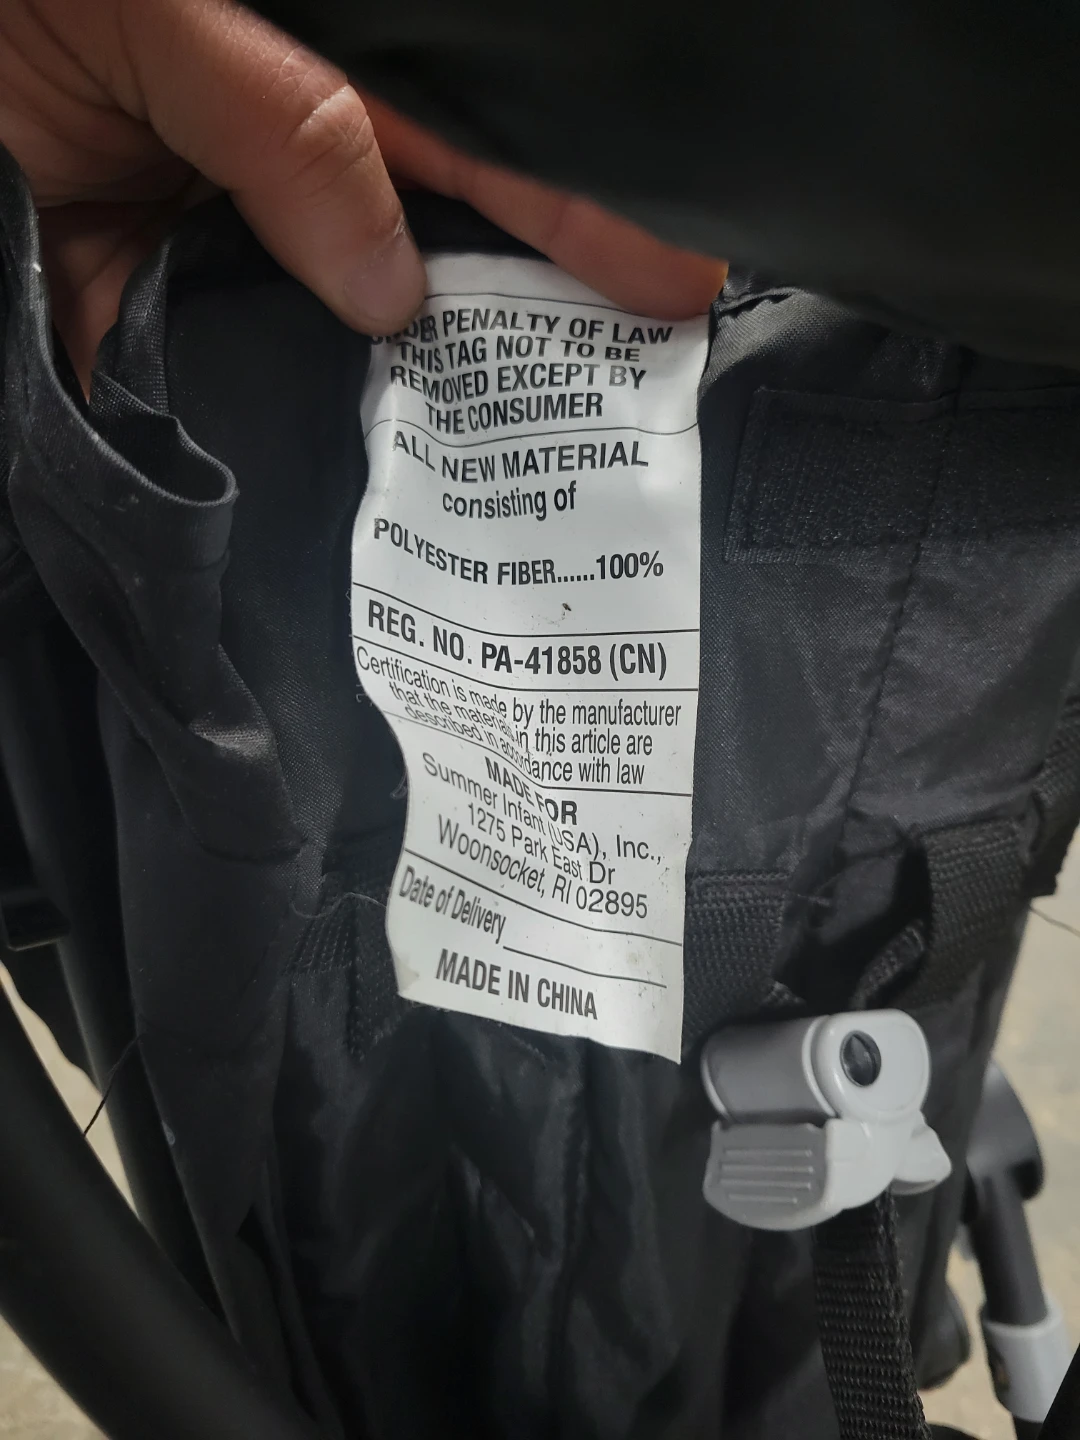 UNDER PENALTY OF LAW
THIS TAG NOT TO BE
REMOVED EXCEPT BY
THE CONSUMER
ALL NEW MATERIAL
consisting of
POLYESTER FIBER......100%
REG. NO. PA-41858 (CN)
Certification is made by the manufacturer
that the materials in this article are
described in accordance with law
MADE FOR
Summer Infant (USA), Inc.,
1275 Park East Dr
Woonsocket, RI 02895
Date of Delivery
MADE IN CHINA